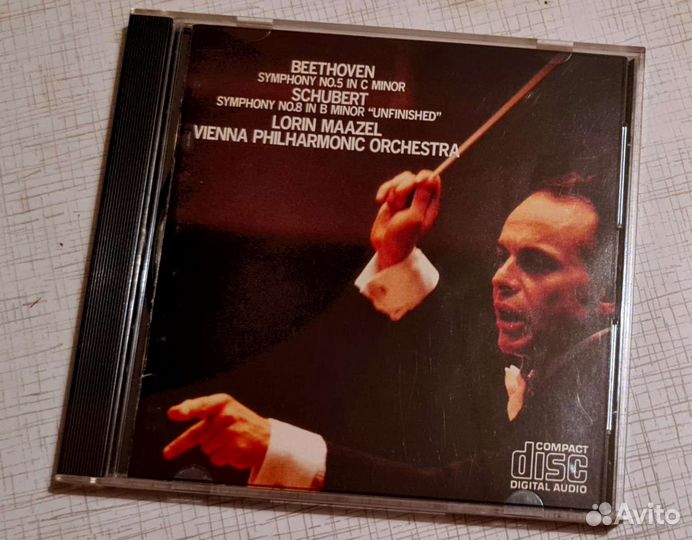 BEETHOVEN
SYMPHONY NO.5 IN C MINOR
SCHUBERT
SYMPHONY NO.8 IN B MINOR "UNFINISHED"
LORIN MAAZEL
VIENNA PHILHARMONIC ORCHESTRA
COMPACT
disc
DIGITAL AUDIO
Avito